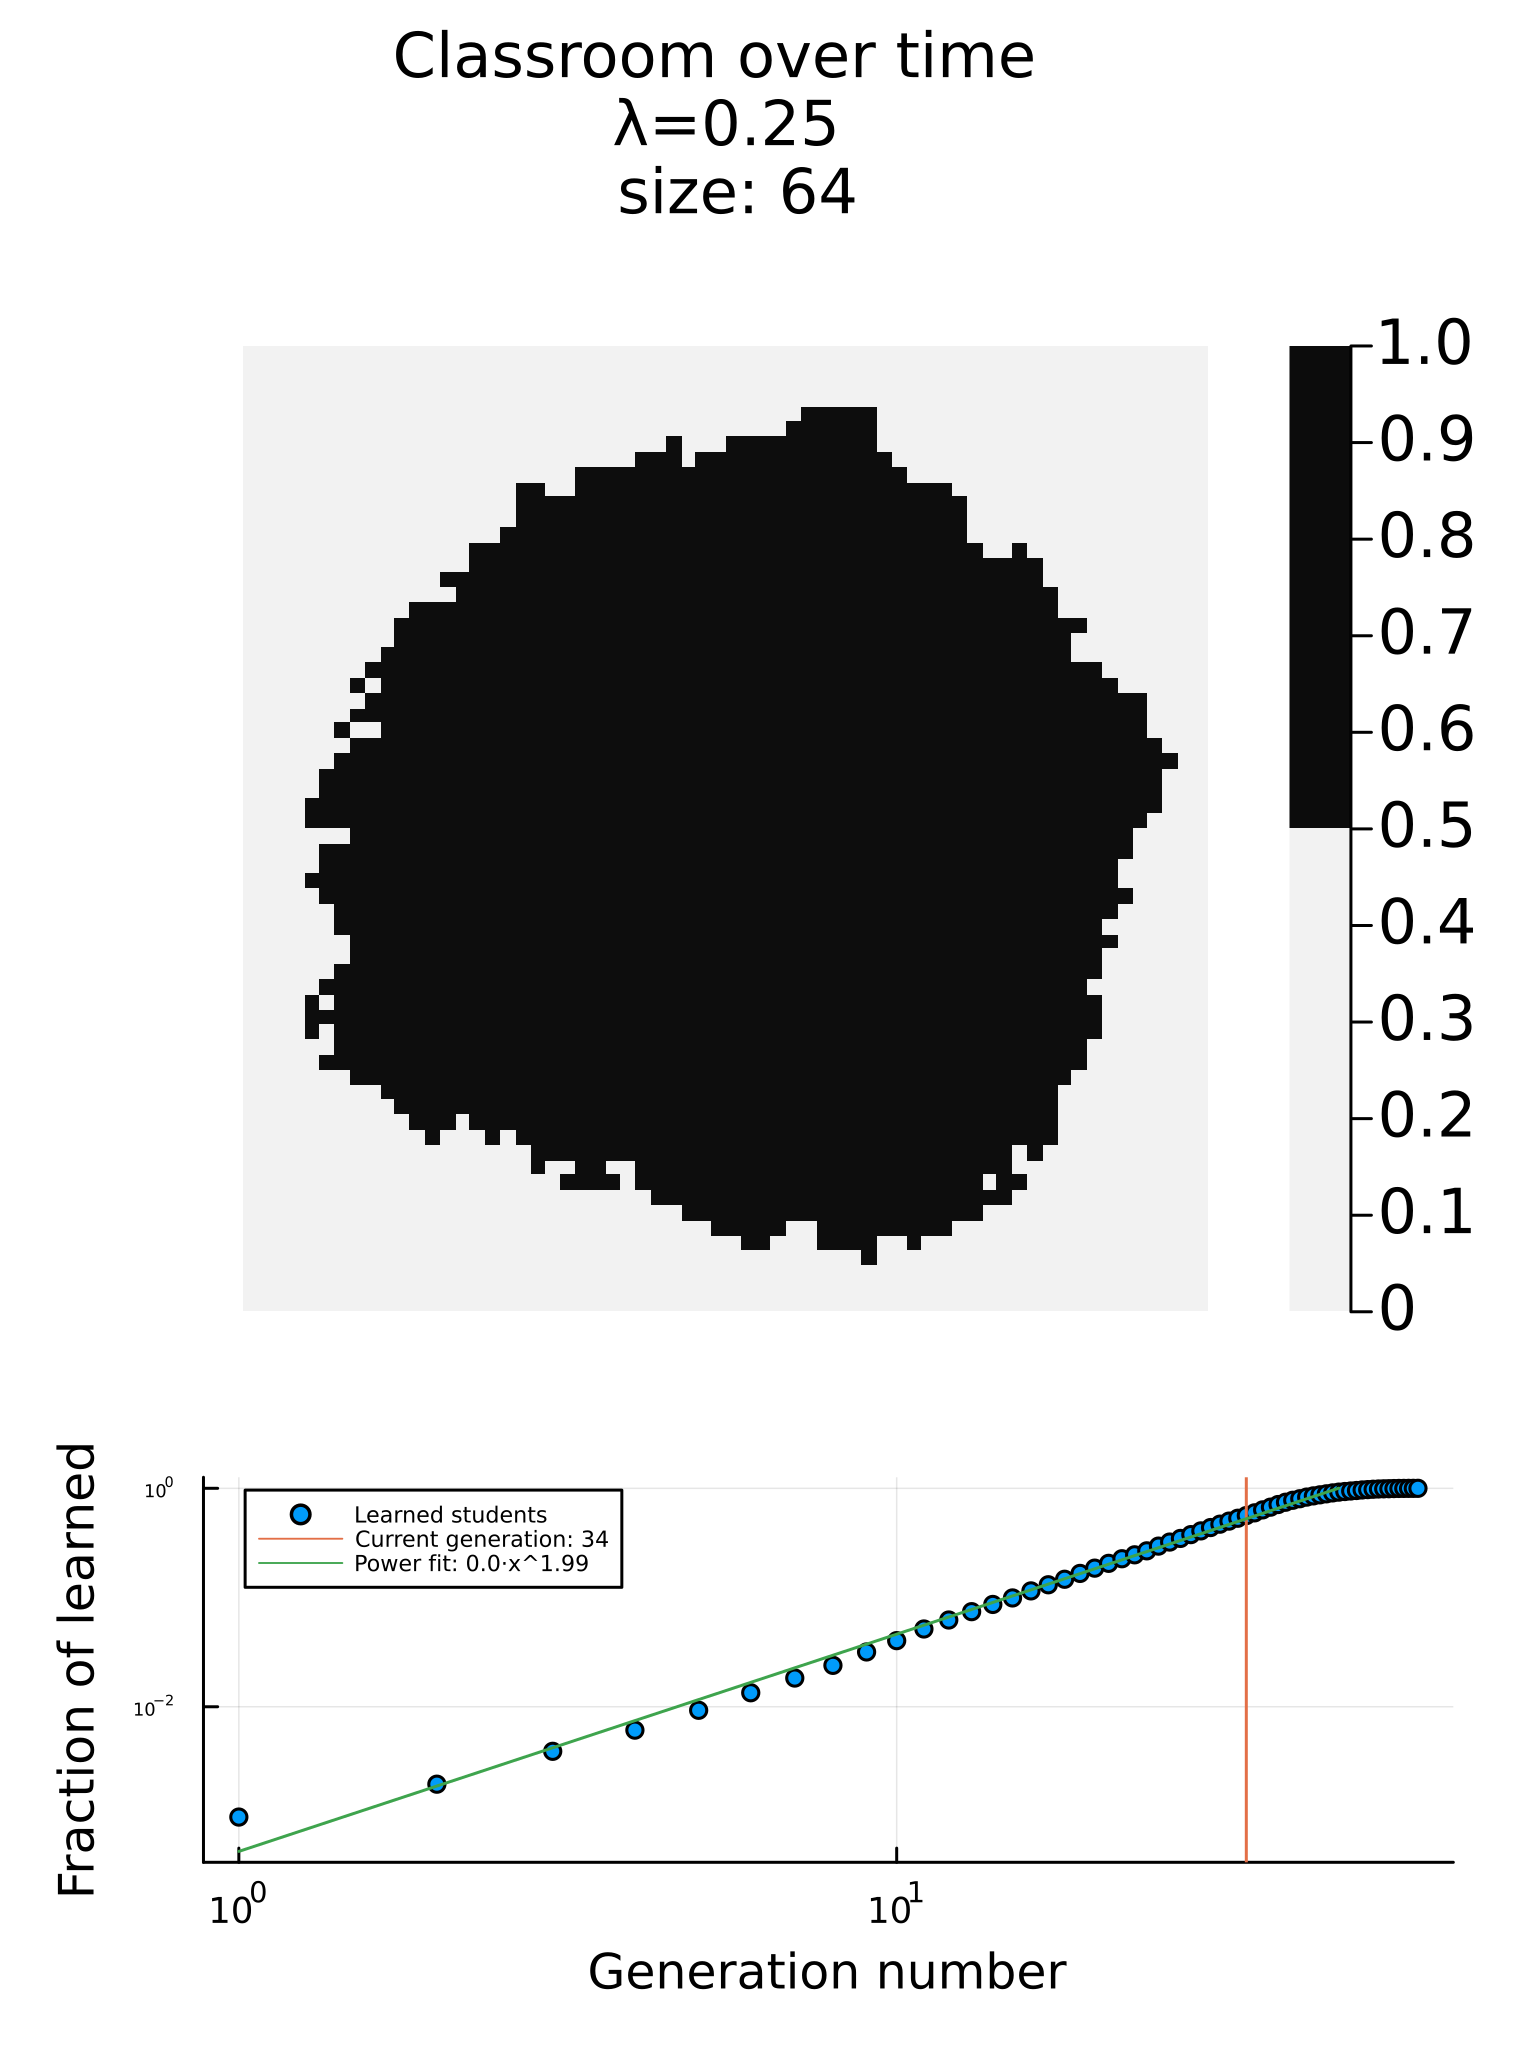 Classroom over time
λ=0.25
size: 64
1.0
0.9
0.8
0.7
0.6
0.5
0.4
0.3
0.2
0.1
0
Fraction of learned
10^0
10^-2
Learned students
Current generation: 34
Power fit: 0.0·x^1.99
10^0
10^1
Generation number